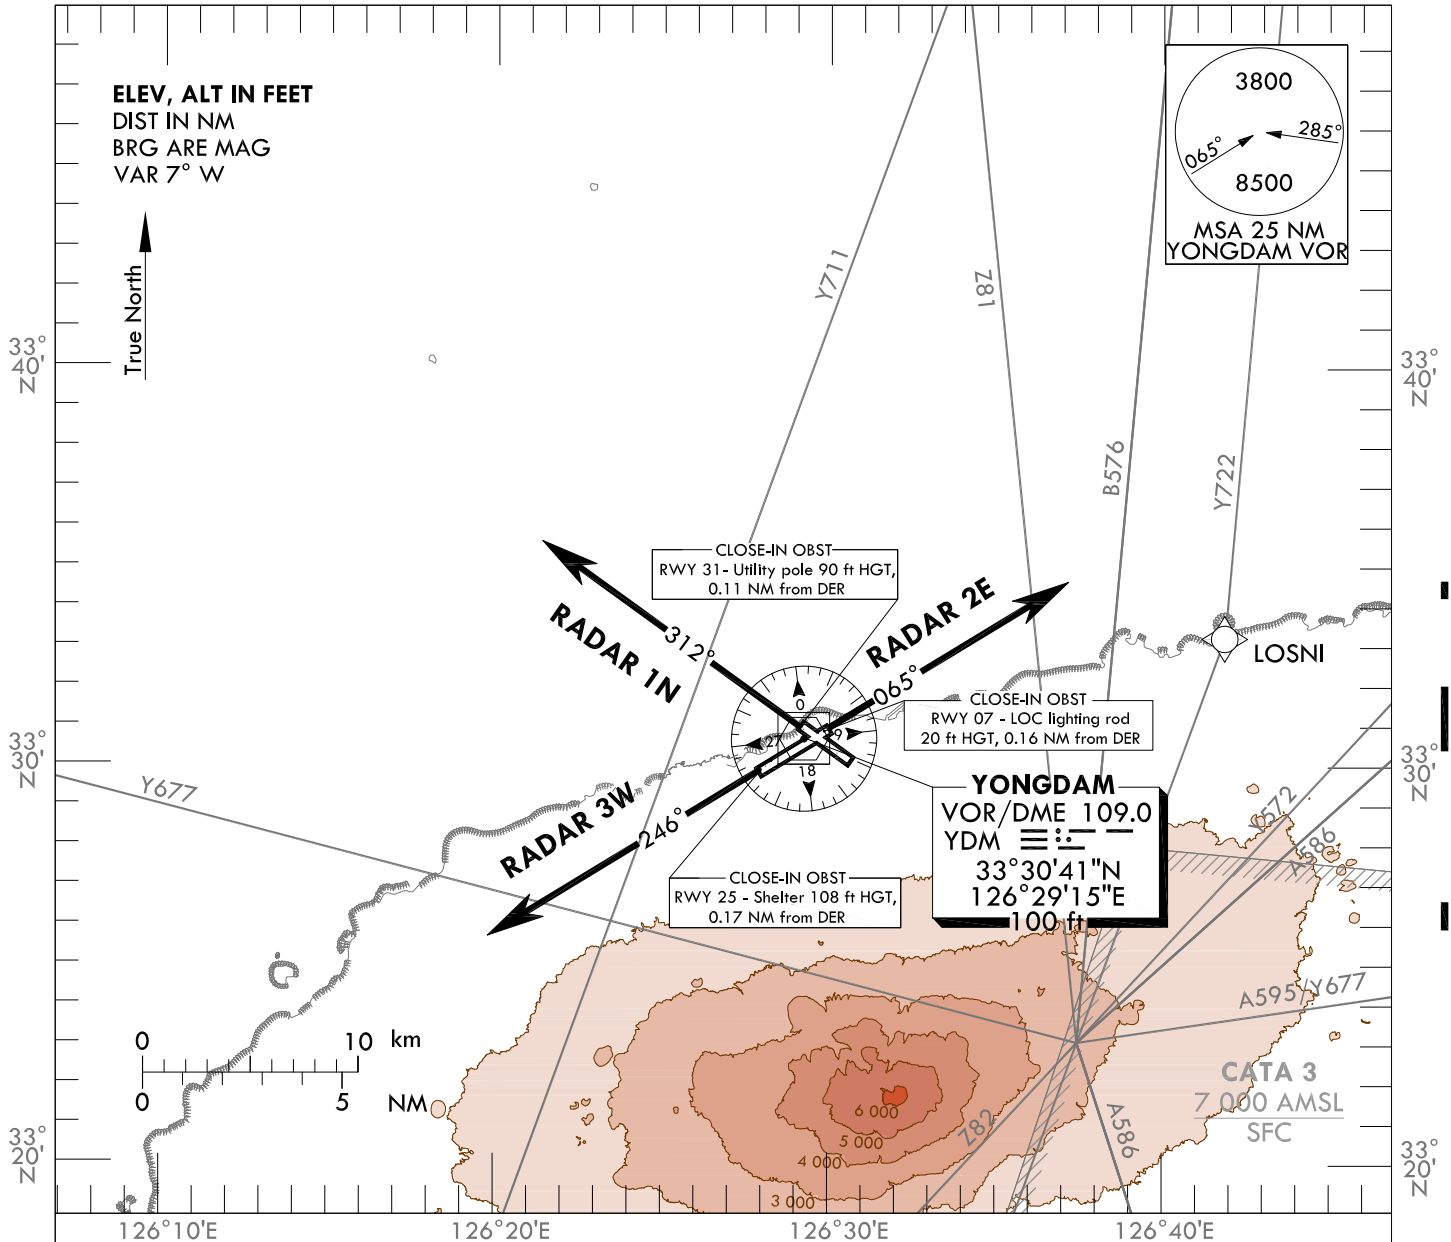 ELEV, ALT IN FEET
DIST IN NM
BRG ARE MAG
VAR 7° W
True North
3800
285°
065°
8500
MSA 25 NM
YONGDAM VOR
Y711
Z81
B576
Y722
33°
40'
N
33°
40'
N
CLOSE-IN OBST
RWY 31- Utility pole 90 ft HGT,
0.11 NM from DER
RADAR 1N
312°
RADAR 2E
065°
LOSNI
CLOSE-IN OBST
RWY 07 - LOC lighting rod
20 ft HGT, 0.16 NM from DER
0
9
18
27
33°
30'
N
33°
30'
N
Y677
RADAR 3W
246°
YONGDAM
VOR/DME 109.0
YDM
33°30'41"N
126°29'15"E
100 ft
Y572
A586
CLOSE-IN OBST
RWY 25 - Shelter 108 ft HGT,
0.17 NM from DER
A595/Y677
0 10 km
0 5 NM
CATA 3
7 000 AMSL
SFC
6 000
5 000
4 000
3 000
Z82
A586
33°
20'
N
33°
20'
N
126°10'E
126°20'E
126°30'E
126°40'E